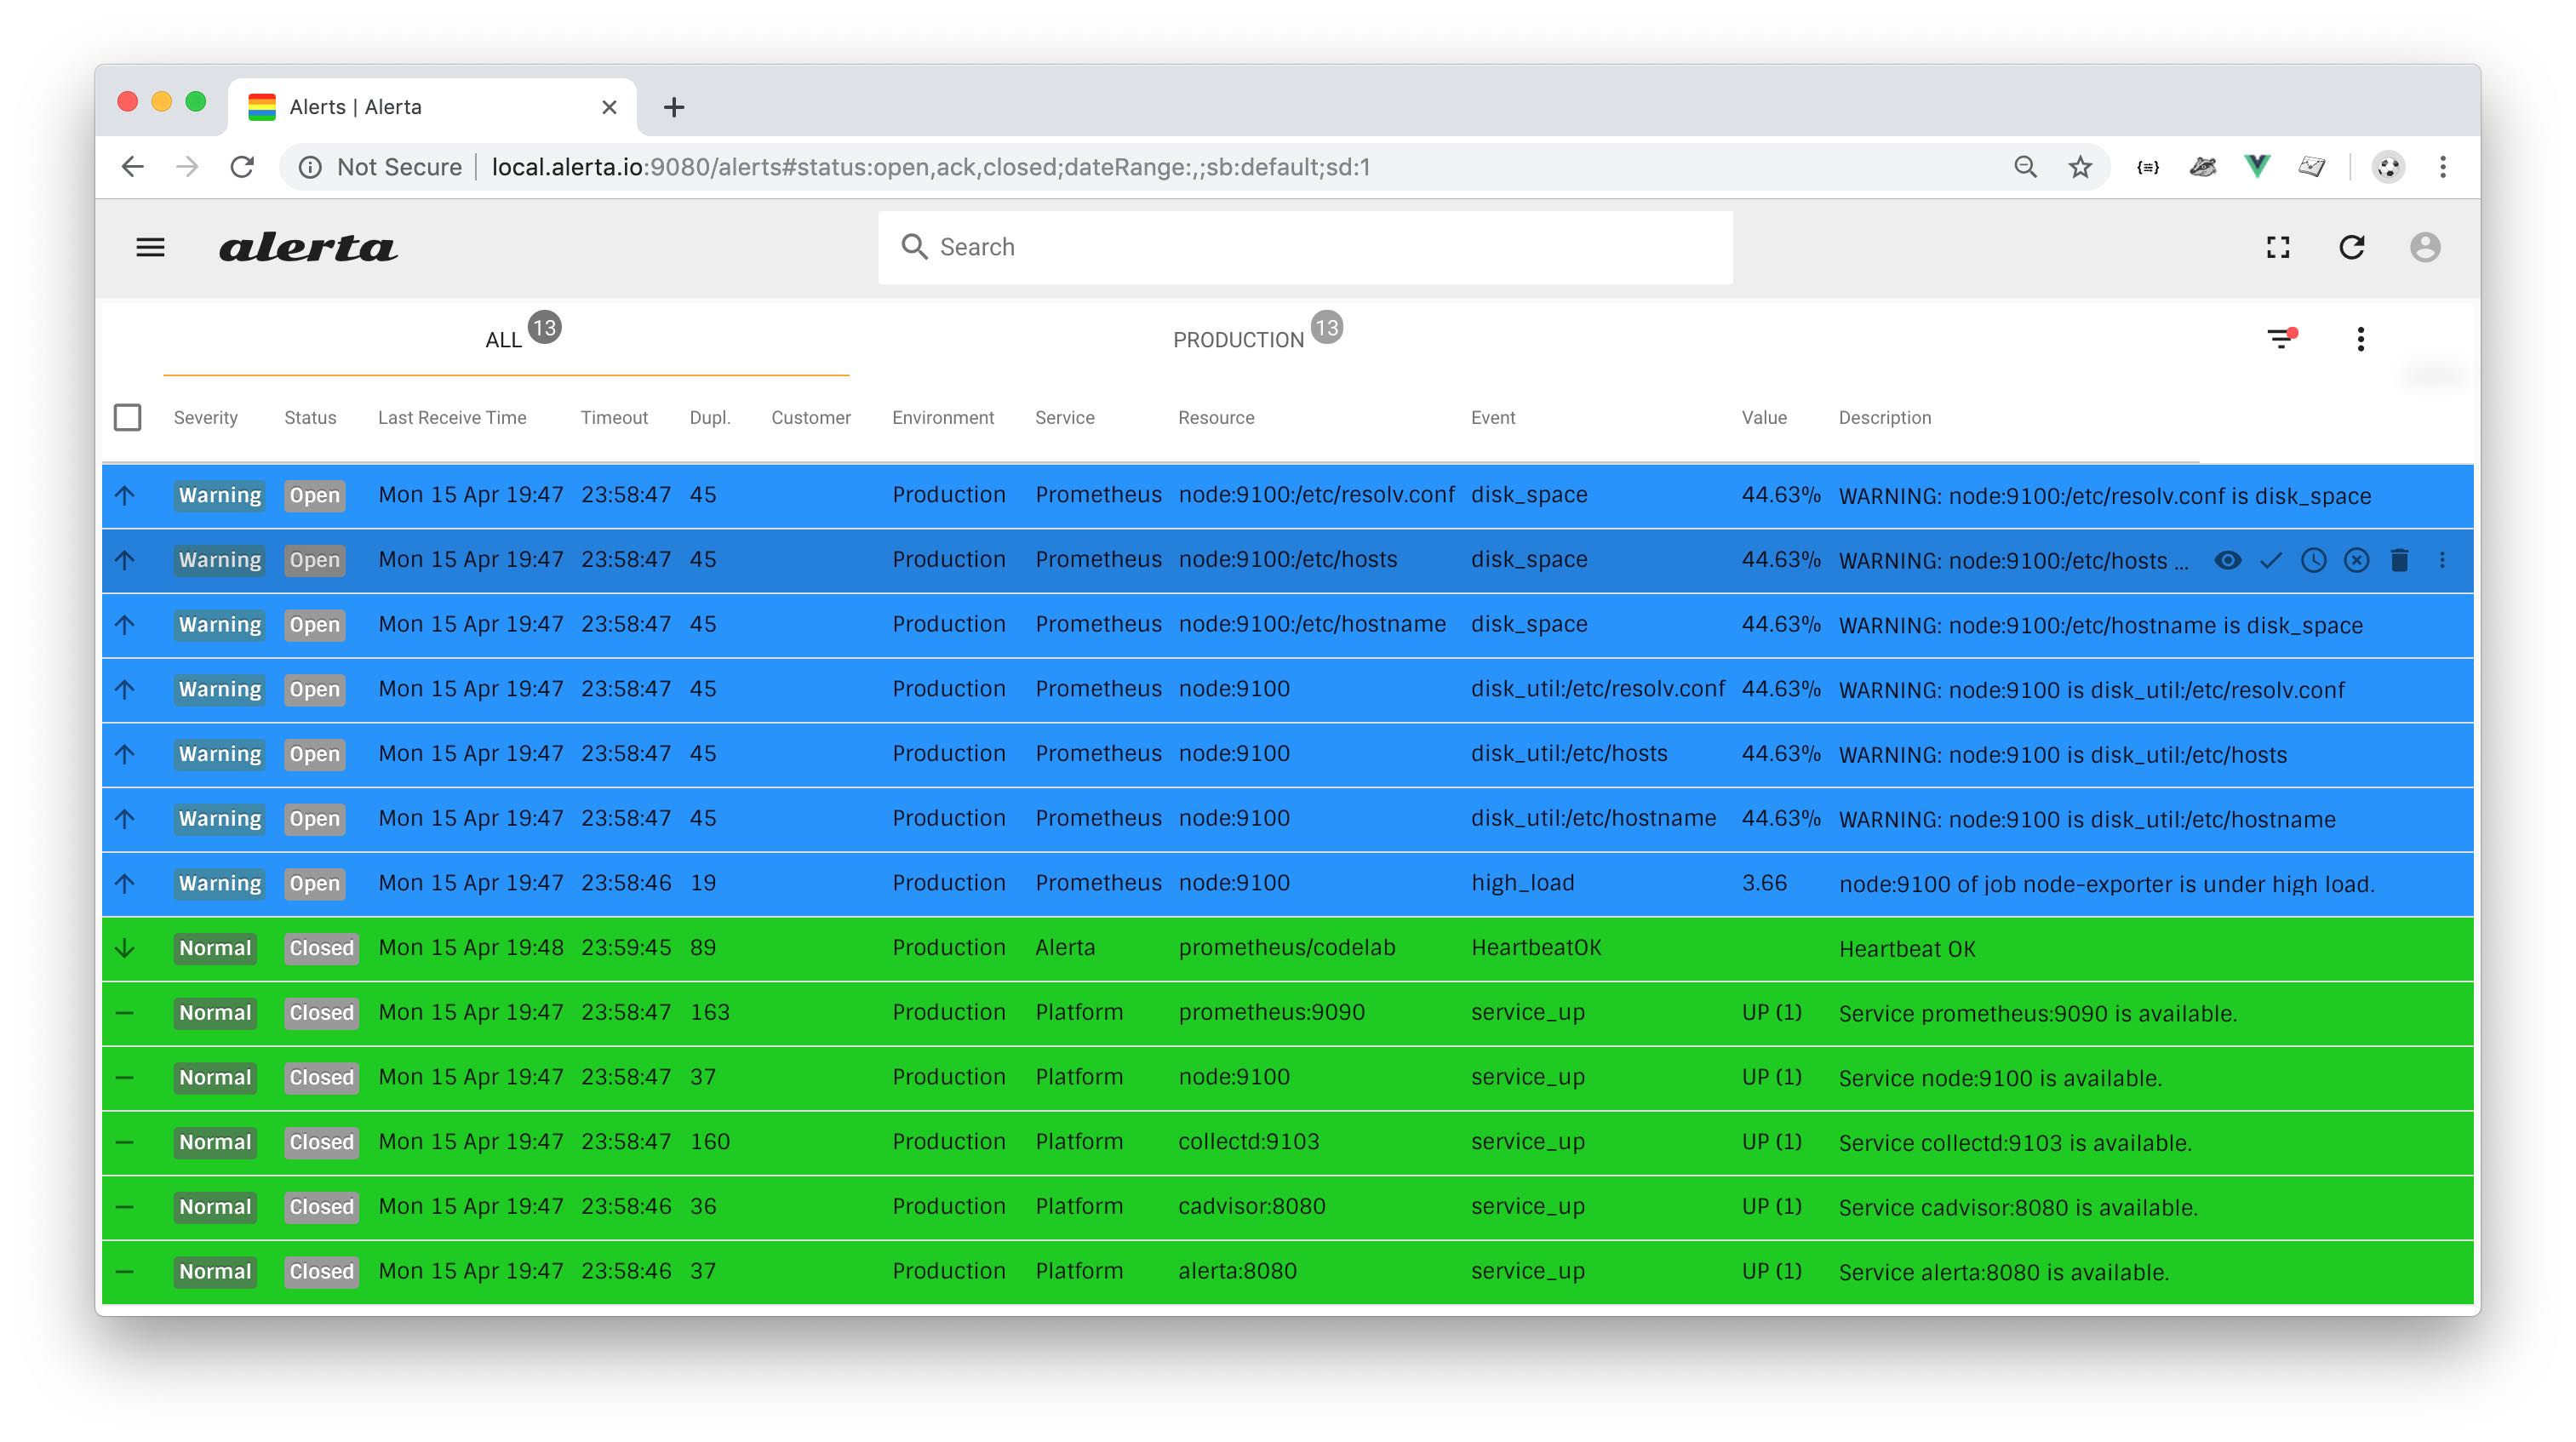 Alerts | Alerta
Not Secure | local.alerta.io:9080/alerts#status:open,ack,closed;dateRange:,;sb:default;sd:1
alerta Search
ALL 13 PRODUCTION 13
Severity Status Last Receive Time Timeout Dupl. Customer Environment Service Resource Event Value Description
Warning Open Mon 15 Apr 19:47 23:58:47 45 Production Prometheus node:9100:/etc/resolv.conf disk_space 44.63% WARNING: node:9100:/etc/resolv.conf is disk_space
Warning Open Mon 15 Apr 19:47 23:58:47 45 Production Prometheus node:9100:/etc/hosts disk_space 44.63% WARNING: node:9100:/etc/hosts ...
Warning Open Mon 15 Apr 19:47 23:58:47 45 Production Prometheus node:9100:/etc/hostname disk_space 44.63% WARNING: node:9100:/etc/hostname is disk_space
Warning Open Mon 15 Apr 19:47 23:58:47 45 Production Prometheus node:9100 disk_util:/etc/resolv.conf 44.63% WARNING: node:9100 is disk_util:/etc/resolv.conf
Warning Open Mon 15 Apr 19:47 23:58:47 45 Production Prometheus node:9100 disk_util:/etc/hosts 44.63% WARNING: node:9100 is disk_util:/etc/hosts
Warning Open Mon 15 Apr 19:47 23:58:47 45 Production Prometheus node:9100 disk_util:/etc/hostname 44.63% WARNING: node:9100 is disk_util:/etc/hostname
Warning Open Mon 15 Apr 19:47 23:58:46 19 Production Prometheus node:9100 high_load 3.66 node:9100 of job node-exporter is under high load.
Normal Closed Mon 15 Apr 19:48 23:59:45 89 Production Alerta prometheus/codelab HeartbeatOK Heartbeat OK
Normal Closed Mon 15 Apr 19:47 23:58:47 163 Production Platform prometheus:9090 service_up UP (1) Service prometheus:9090 is available.
Normal Closed Mon 15 Apr 19:47 23:58:47 37 Production Platform node:9100 service_up UP (1) Service node:9100 is available.
Normal Closed Mon 15 Apr 19:47 23:58:47 160 Production Platform collectd:9103 service_up UP (1) Service collectd:9103 is available.
Normal Closed Mon 15 Apr 19:47 23:58:46 36 Production Platform cadvisor:8080 service_up UP (1) Service cadvisor:8080 is available.
Normal Closed Mon 15 Apr 19:47 23:58:46 37 Production Platform alerta:8080 service_up UP (1) Service alerta:8080 is available.